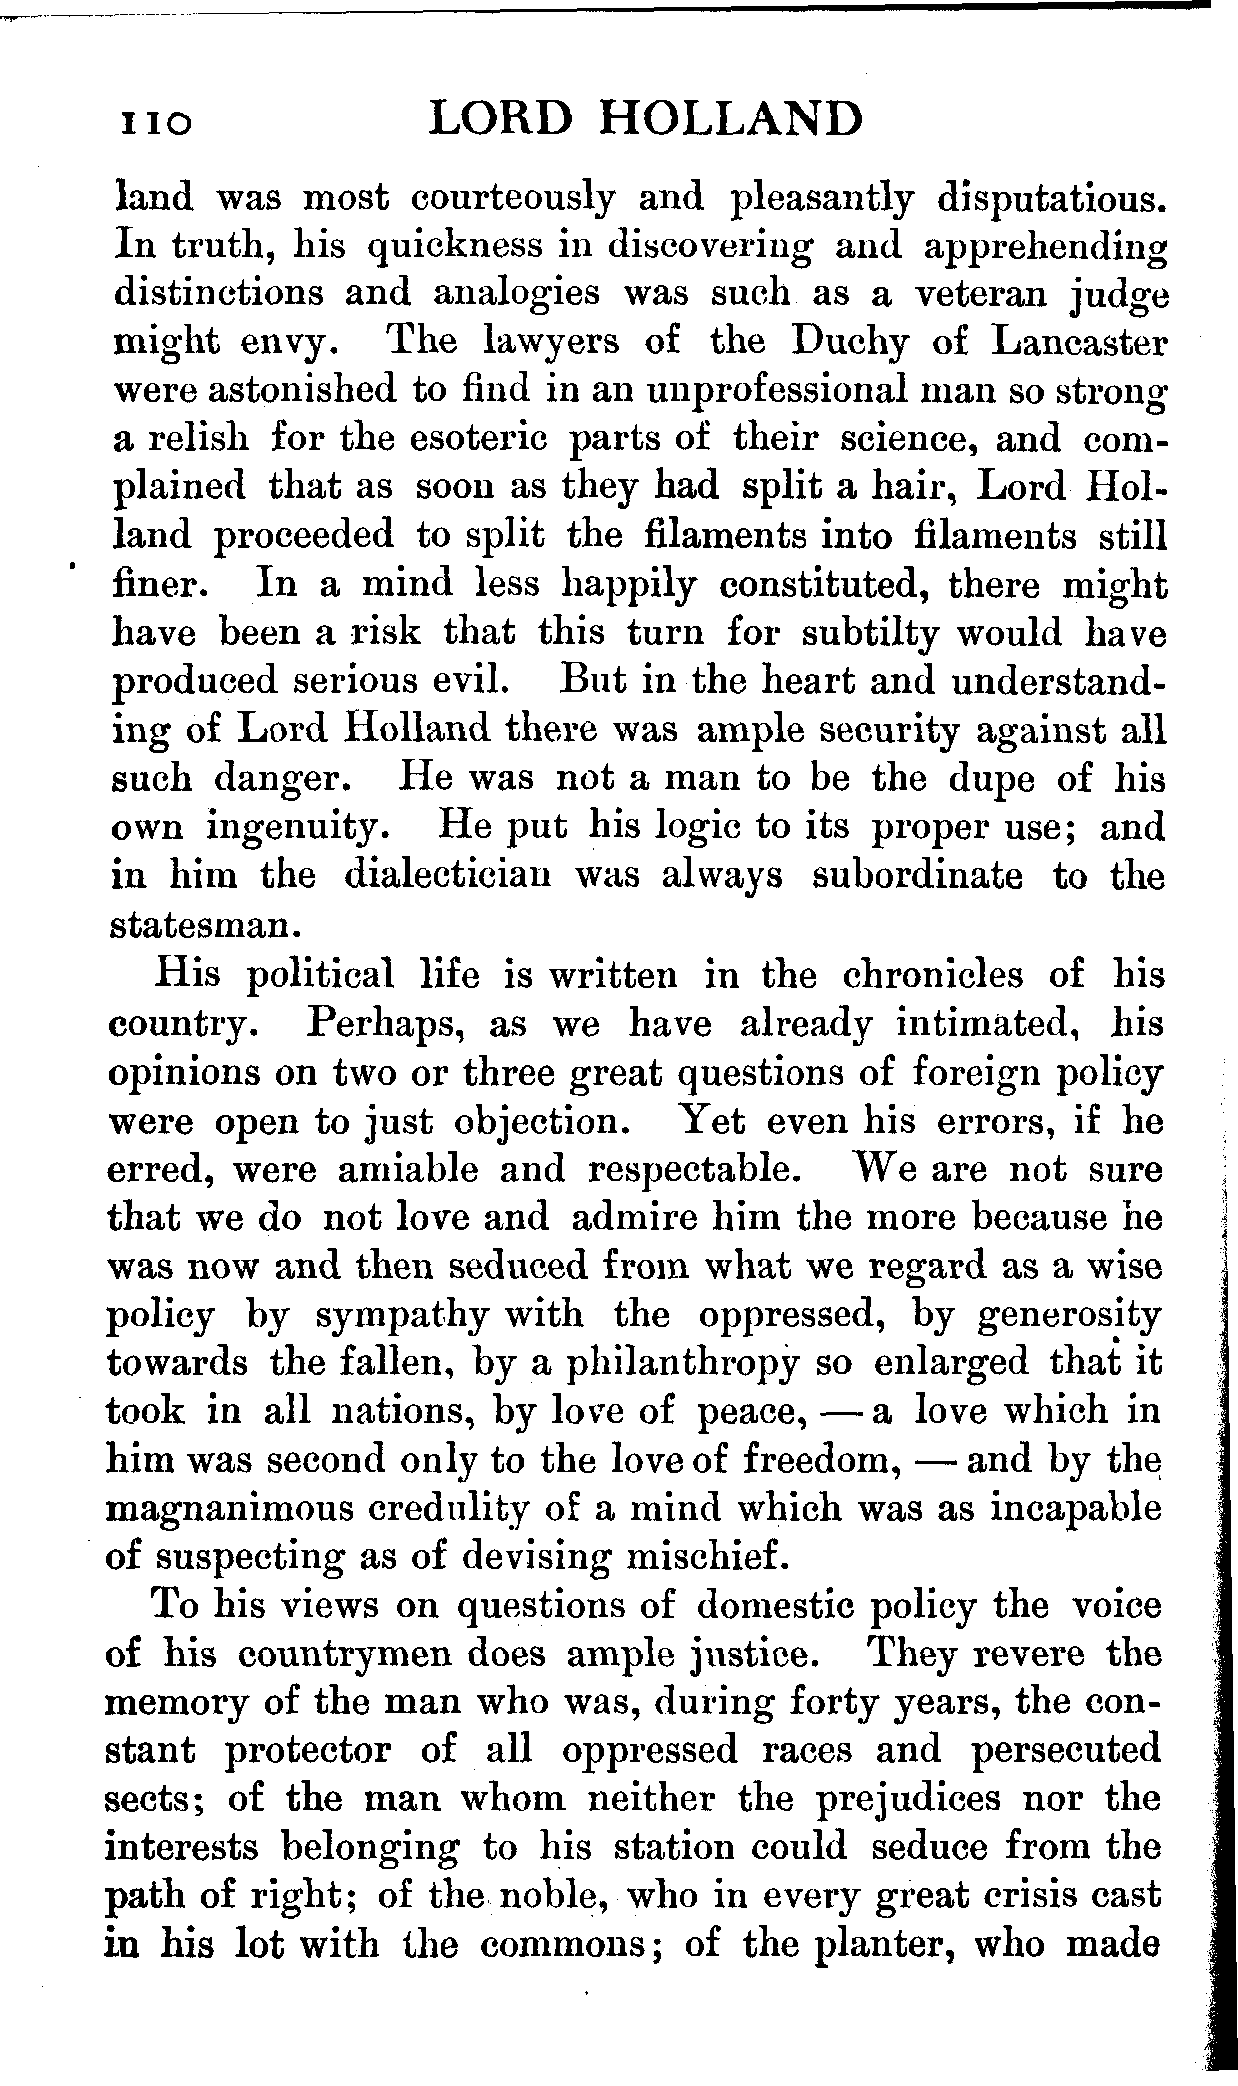 110 LORD HOLLAND
land was most courteously and pleasantly disputatious.
In truth, his quickness in discovering and apprehending
distinctions and analogies was such as a veteran judge
might envy. The lawyers of the Duchy of Lancaster
were astonished to find in an unprofessional man so strong
a relish for the esoteric parts of their science, and com-
plained that as soon as they had split a hair, Lord Hol-
land proceeded to split the filaments into filaments still
finer. In a mind less happily constituted, there might
have been a risk that this turn for subtilty would have
produced serious evil. But in the heart and understand-
ing of Lord Holland there was ample security against all
such danger. He was not a man to be the dupe of his
own ingenuity. He put his logic to its proper use; and
in him the dialectician was always subordinate to the
statesman.
His political life is written in the chronicles of his
country. Perhaps, as we have already intimated, his
opinions on two or three great questions of foreign policy
were open to just objection. Yet even his errors, if he
erred, were amiable and respectable. We are not sure
that we do not love and admire him the more because he
was now and then seduced from what we regard as a wise
policy by sympathy with the oppressed, by generosity
towards the fallen, by a philanthropy so enlarged that it
took in all nations, by love of peace, — a love which in
him was second only to the love of freedom, — and by the
magnanimous credulity of a mind which was as incapable
of suspecting as of devising mischief.
To his views on questions of domestic policy the voice
of his countrymen does ample justice. They revere the
memory of the man who was, during forty years, the con-
stant protector of all oppressed races and persecuted
sects; of the man whom neither the prejudices nor the
interests belonging to his station could seduce from the
path of right; of the noble, who in every great crisis cast
in his lot with the commons; of the planter, who made